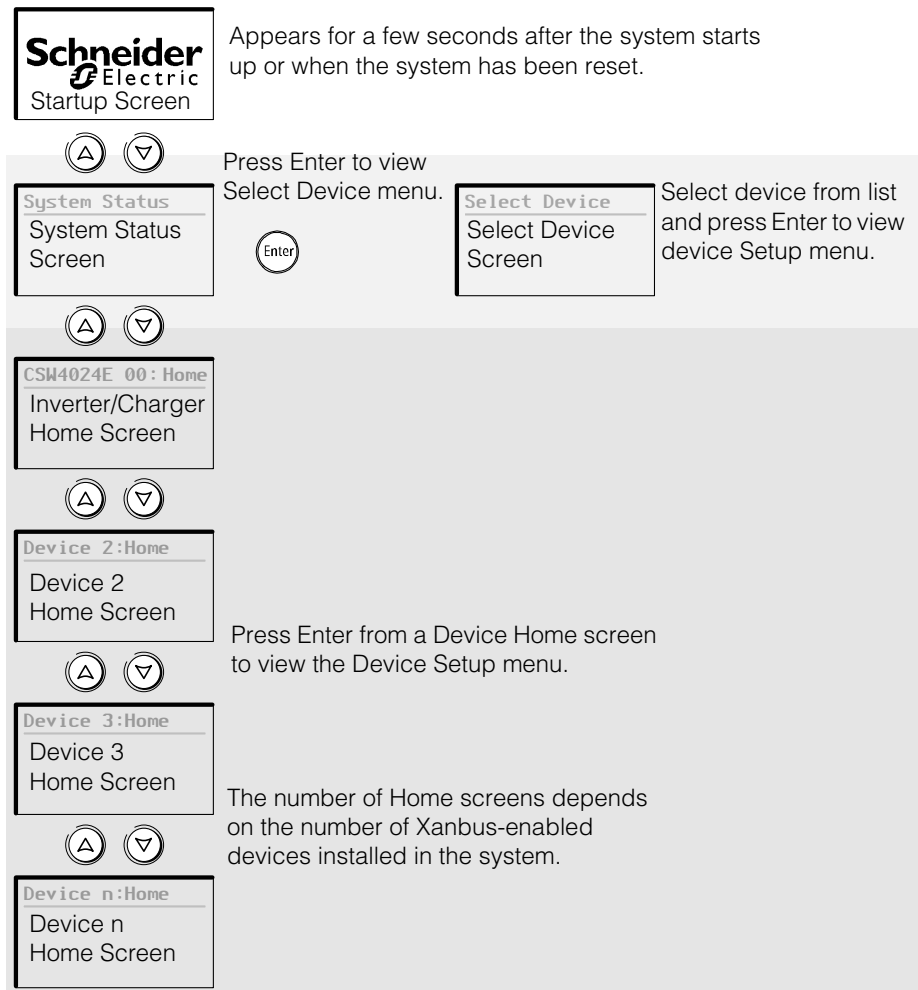 Schneider
Electric
Startup Screen
Appears for a few seconds after the system starts
up or when the system has been reset.
Press Enter to view
Select Device menu.
System Status
System Status
Screen
Enter
Select Device
Select Device
Screen
Select device from list
and press Enter to view
device Setup menu.
CSW4024E 00:Home
Inverter/Charger
Home Screen
Device 2:Home
Device 2
Home Screen
Press Enter from a Device Home screen
to view the Device Setup menu.
Device 3:Home
Device 3
Home Screen
The number of Home screens depends
on the number of Xanbus-enabled
devices installed in the system.
Device n:Home
Device n
Home Screen